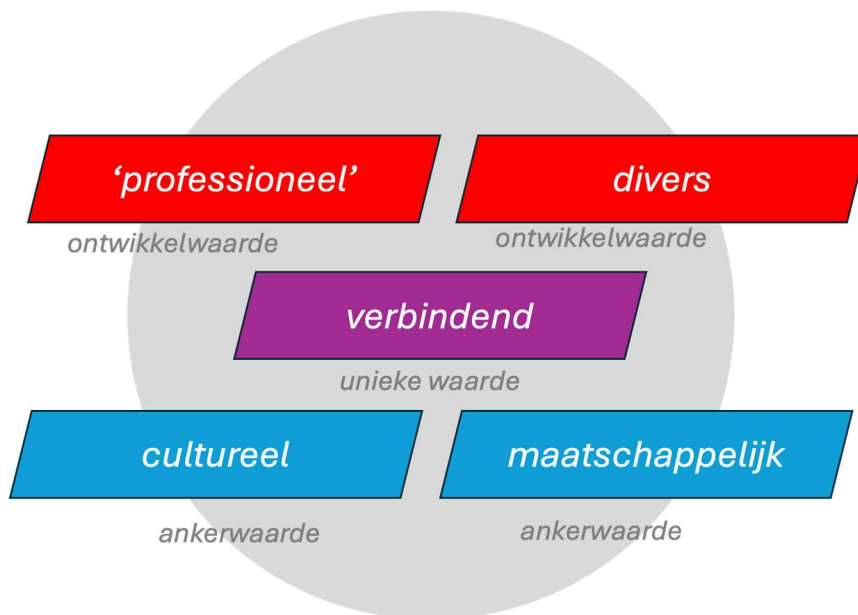 ‘professioneel’
divers
ontwikkelwaarde
ontwikkelwaarde
verbindend
unieke waarde
cultureel
maatschappelijk
ankerwaarde
ankerwaarde